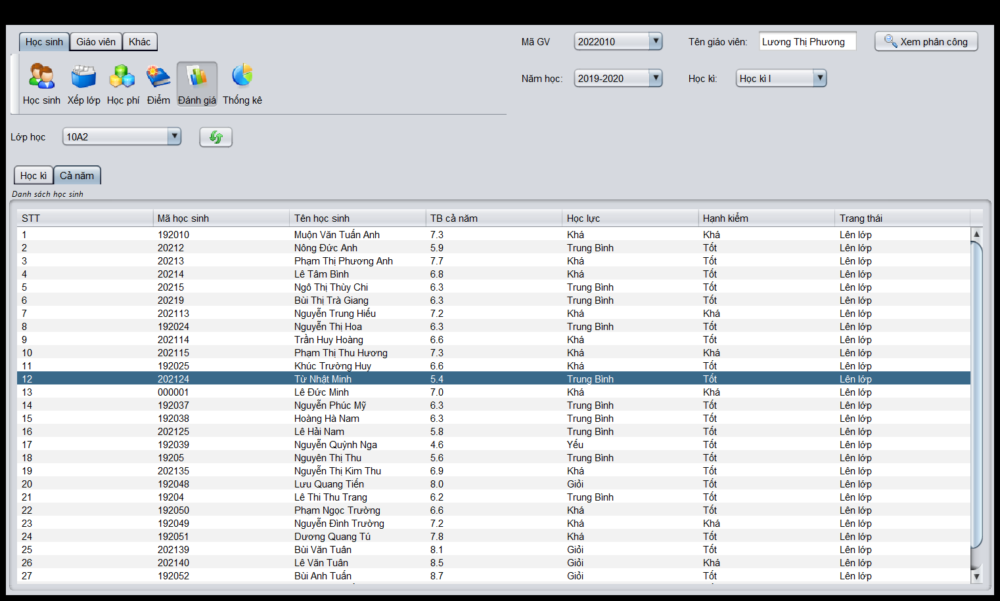 Học sinh Giáo viên Khác
Mã GV 2022010 Tên giáo viên: Lương Thị Phương Xem phân công
Năm học: 2019-2020 Học kì: Học kì I
Học sinh Xếp lớp Học phí Điểm Đánh giá Thống kê
Lớp học 10A2
Học kì Cả năm
Danh sách học sinh
STT Mã học sinh Tên học sinh TB cả năm Học lực Hạnh kiểm Trang thái
1 192010 Muộn Văn Tuấn Anh 7.3 Khá Khá Lên lớp
2 20212 Nông Đức Anh 5.9 Trung Bình Tốt Lên lớp
3 20213 Phạm Thị Phương Anh 7.7 Khá Tốt Lên lớp
4 20214 Lê Tâm Bình 6.8 Khá Tốt Lên lớp
5 20215 Ngô Thị Thùy Chi 6.3 Trung Bình Tốt Lên lớp
6 20219 Bùi Thị Trà Giang 6.3 Trung Bình Tốt Lên lớp
7 202113 Nguyễn Trung Hiếu 7.2 Khá Khá Lên lớp
8 192024 Nguyễn Thị Hoa 6.3 Trung Bình Tốt Lên lớp
9 202114 Trần Huy Hoàng 6.6 Khá Tốt Lên lớp
10 202115 Phạm Thị Thu Hương 7.3 Khá Khá Lên lớp
11 192025 Khúc Trường Huy 6.6 Khá Tốt Lên lớp
12 202124 Từ Nhật Minh 5.4 Trung Bình Tốt Lên lớp
13 000001 Lê Đức Minh 7.0 Khá Khá Lên lớp
14 192037 Nguyễn Phúc Mỹ 6.3 Trung Bình Tốt Lên lớp
15 192038 Hoàng Hà Nam 6.3 Trung Bình Tốt Lên lớp
16 202125 Lê Hải Nam 5.8 Trung Bình Tốt Lên lớp
17 192039 Nguyễn Quỳnh Nga 4.6 Yếu Tốt Lên lớp
18 19205 Nguyên Thị Thu 5.6 Trung Bình Tốt Lên lớp
19 202135 Nguyễn Thị Kim Thu 6.9 Khá Tốt Lên lớp
20 192048 Lưu Quang Tiến 8.0 Giỏi Tốt Lên lớp
21 19204 Lê Thi Thu Trang 6.2 Trung Bình Tốt Lên lớp
22 192050 Phạm Ngọc Trường 6.6 Khá Tốt Lên lớp
23 192049 Nguyễn Đình Trường 7.2 Khá Khá Lên lớp
24 192051 Dương Quang Tú 7.8 Khá Tốt Lên lớp
25 202139 Bùi Văn Tuân 8.1 Giỏi Tốt Lên lớp
26 202140 Lê Văn Tuân 8.5 Giỏi Khá Lên lớp
27 192052 Bùi Anh Tuấn 8.7 Giỏi Tốt Lên lớp